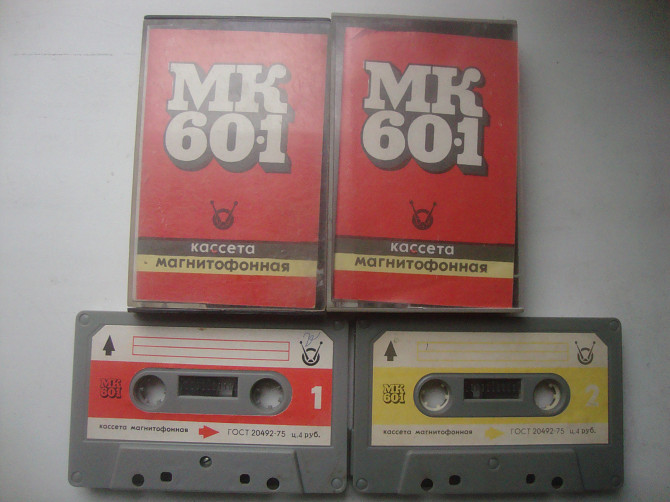 МК
60·1
кассета
магнитофонная
МК
60·1
кассета
магнитофонная
МК
60·1
1
кассета магнитофонная ГОСТ 20492-75 ц.4 руб.
МК
60·1
2
кассета магнитофонная ГОСТ 20492-75 ц.4 руб.